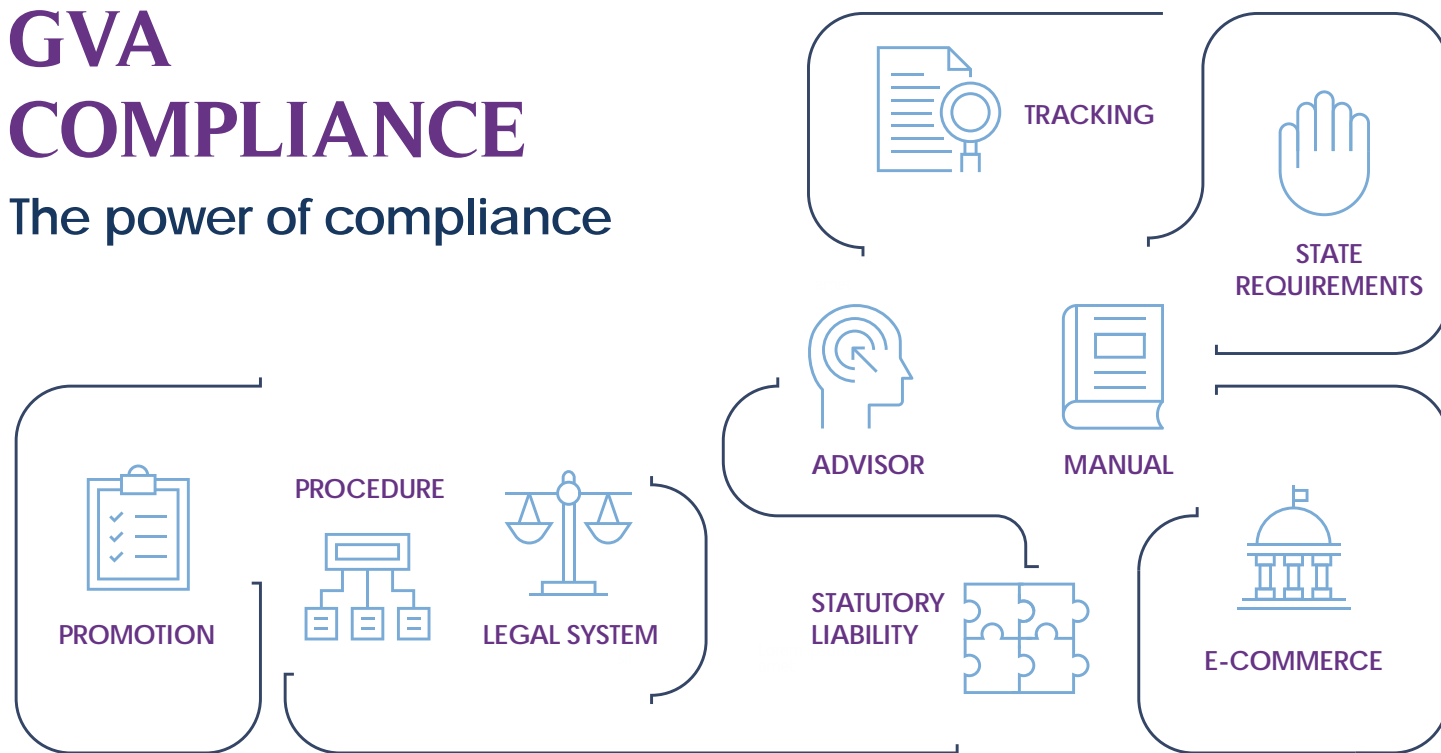 GVA
COMPLIANCE
The power of compliance
TRACKING
STATE
REQUIREMENTS
ADVISOR
MANUAL
PROCEDURE
PROMOTION
LEGAL SYSTEM
STATUTORY
LIABILITY
E-COMMERCE